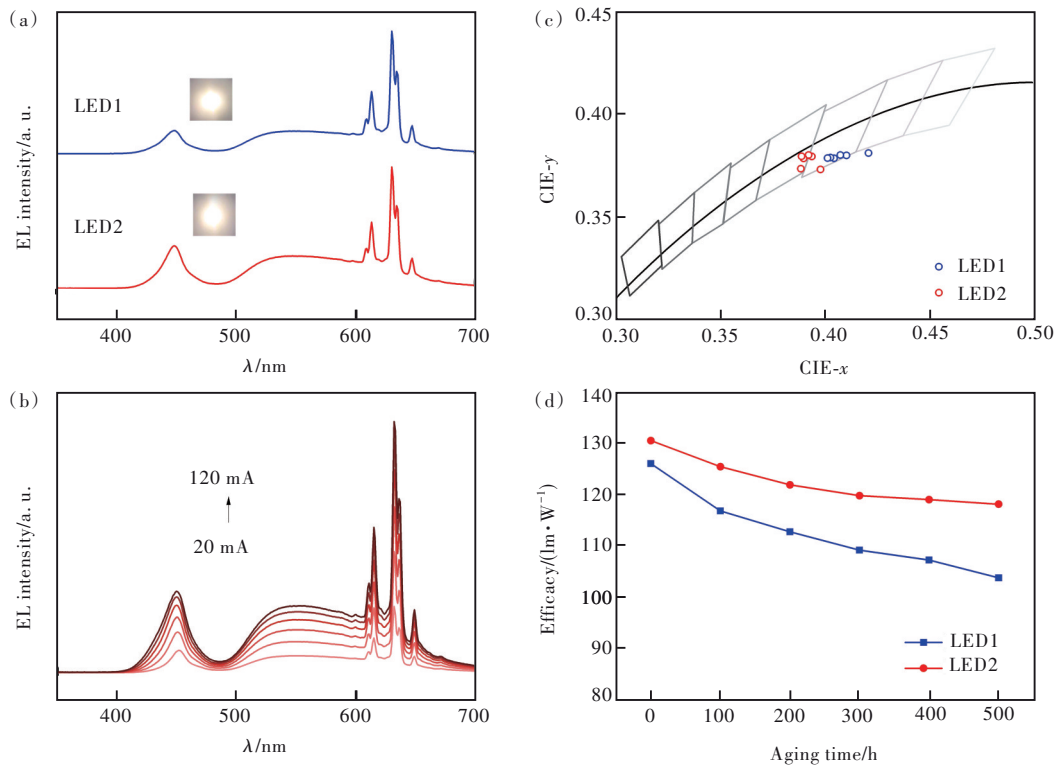 (a)
LED1
LED2
EL intensity/a. u.
400
500
600
700
λ/nm
(c)
0.45
0.40
0.35
0.30
CIE-y
LED1
LED2
0.30
0.35
0.40
0.45
0.50
CIE-x
(b)
120 mA
20 mA
EL intensity/a. u.
400
500
600
700
λ/nm
(d)
140
130
120
110
100
90
80
Efficacy/(lm·W⁻¹)
LED1
LED2
0
100
200
300
400
500
Aging time/h